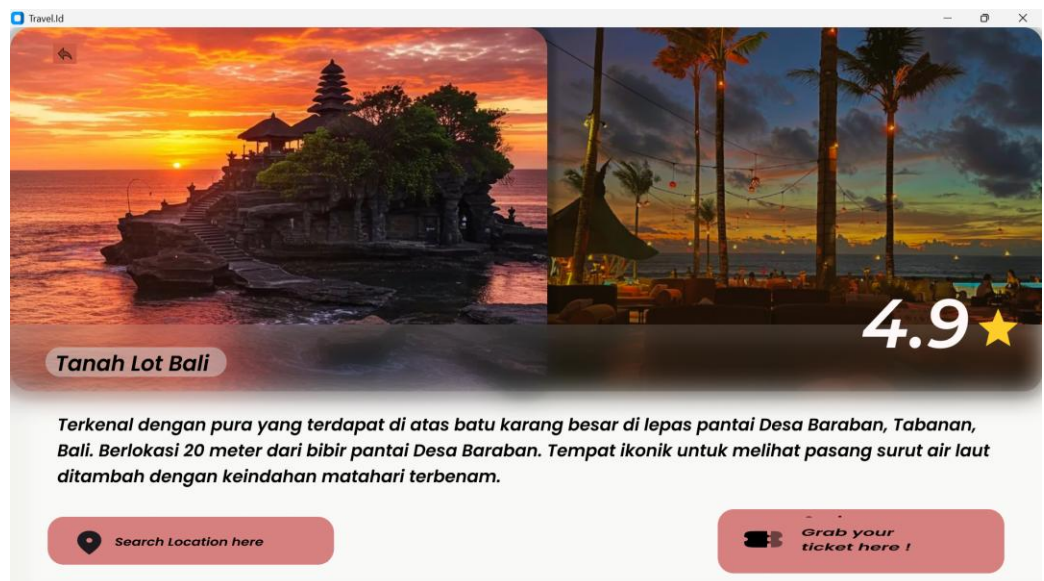 Travel.Id
4.9
Tanah Lot Bali
Terkenal dengan pura yang terdapat di atas batu karang besar di lepas pantai Desa Baraban, Tabanan,
Bali. Berlokasi 20 meter dari bibir pantai Desa Baraban. Tempat ikonik untuk melihat pasang surut air laut
ditambah dengan keindahan matahari terbenam.
Search Location here
Grab your
ticket here !